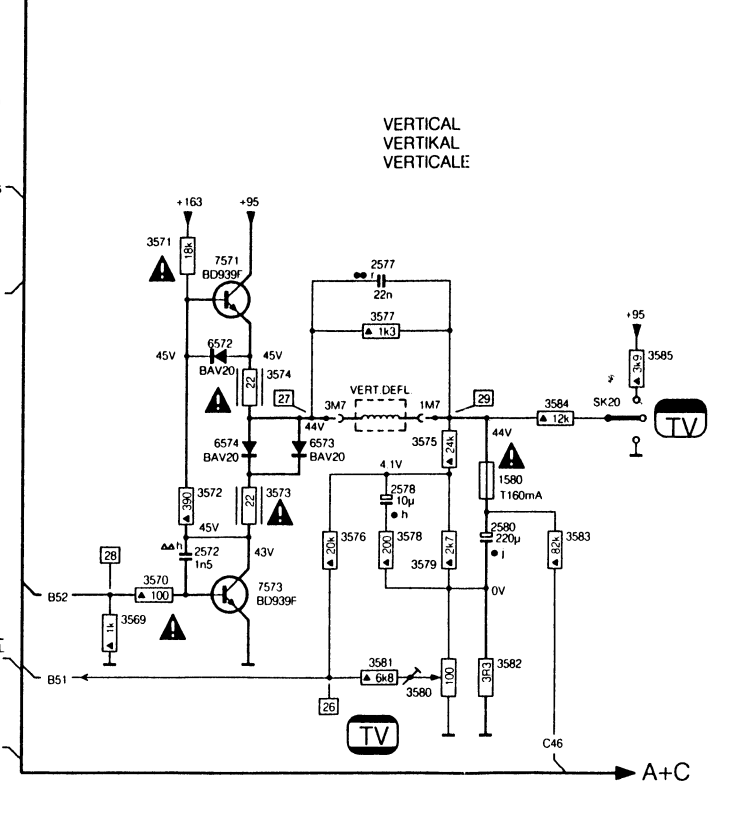 VERTICAL
VERTIKAL
VERTICALE
+163
+95
3571
18k
7571
BD939F
2577
r
22n
3577
1k3
+95
3k9
3585
6572
45V
BAV20
45V
3574
22
27
VERT.DEFL.
29
3M7
1M7
44V
44V
3584
12k
SK20
TV
6574
BAV20
6573
BAV20
3575
24k
4.1V
1580
T160mA
3572
390
3573
22
2578
10µ
h
45V
3576
20k
200
3578
3579
2k7
2580
220µ
82k
3583
28
h
2572
1n5
43V
B52
3570
100
7573
BD939F
0V
3569
1k
B51
3581
6k8
3580
100
3R3
3582
26
TV
C46
A+C